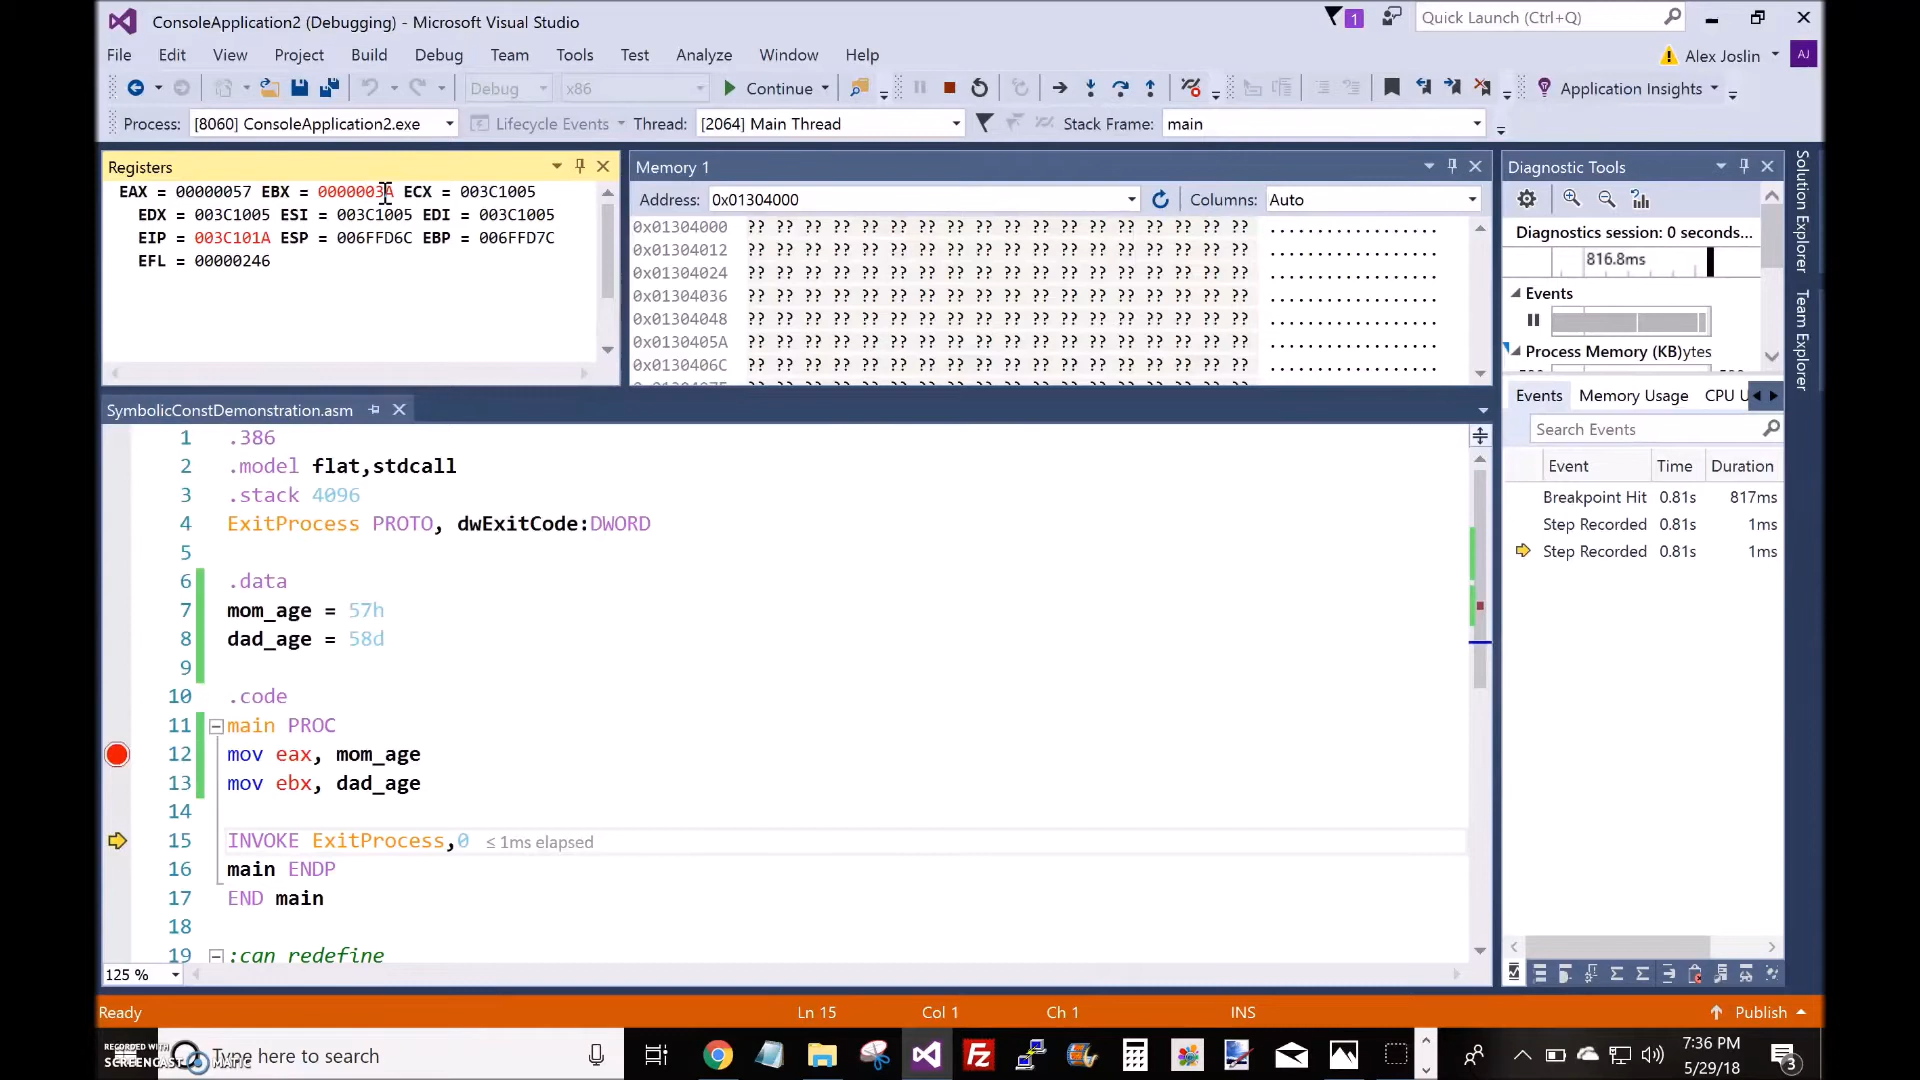 ConsoleApplication2 (Debugging) - Microsoft Visual Studio
1
Quick Launch (Ctrl+Q)
File Edit View Project Build Debug Team Tools Test Analyze Window Help
Alex Joslin AJ
Debug x86 Continue Application Insights
Process: [8060] ConsoleApplication2.exe Lifecycle Events Thread: [2064] Main Thread Stack Frame: main
Registers
EAX = 00000057 EBX = 0000003A ECX = 003C1005
EDX = 003C1005 ESI = 003C1005 EDI = 003C1005
EIP = 003C101A ESP = 006FFD6C EBP = 006FFD7C
EFL = 00000246
Memory 1
Address: 0x01304000 Columns: Auto
0x01304000 ?? ?? ?? ?? ?? ?? ?? ?? ?? ?? ?? ?? ?? ?? ?? ?? ?? ?? ..................
0x01304012 ?? ?? ?? ?? ?? ?? ?? ?? ?? ?? ?? ?? ?? ?? ?? ?? ?? ?? ..................
0x01304024 ?? ?? ?? ?? ?? ?? ?? ?? ?? ?? ?? ?? ?? ?? ?? ?? ?? ?? ..................
0x01304036 ?? ?? ?? ?? ?? ?? ?? ?? ?? ?? ?? ?? ?? ?? ?? ?? ?? ?? ..................
0x01304048 ?? ?? ?? ?? ?? ?? ?? ?? ?? ?? ?? ?? ?? ?? ?? ?? ?? ?? ..................
0x0130405A ?? ?? ?? ?? ?? ?? ?? ?? ?? ?? ?? ?? ?? ?? ?? ?? ?? ?? ..................
0x0130406C ?? ?? ?? ?? ?? ?? ?? ?? ?? ?? ?? ?? ?? ?? ?? ?? ?? ?? ..................
Diagnostic Tools
Diagnostics session: 0 seconds...
816.8ms
Events
Process Memory (KB)ytes
Events Memory Usage CPU U
Search Events
Event Time Duration
Breakpoint Hit 0.81s 817ms
Step Recorded 0.81s 1ms
Step Recorded 0.81s 1ms
Solution Explorer
Team Explorer
SymbolicConstDemonstration.asm
1 .386
2 .model flat,stdcall
3 .stack 4096
4 ExitProcess PROTO, dwExitCode:DWORD
5
6 .data
7 mom_age = 57h
8 dad_age = 58d
9
10 .code
11 main PROC
12 mov eax, mom_age
13 mov ebx, dad_age
14
15 INVOKE ExitProcess,0 ≤ 1ms elapsed
16 main ENDP
17 END main
18
19 ;can redefine
125 %
Ready Ln 15 Col 1 Ch 1 INS Publish
RECORDED WITH
SCREENCAST MATIC
Type here to search
7:36 PM
5/29/18
3